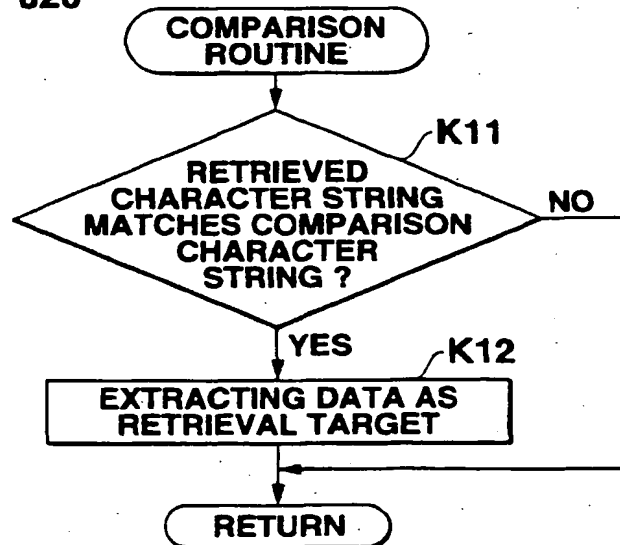 COMPARISON
ROUTINE
K11
RETRIEVED
CHARACTER STRING
MATCHES COMPARISON
CHARACTER
STRING ?
NO
YES
K12
EXTRACTING DATA AS
RETRIEVAL TARGET
RETURN